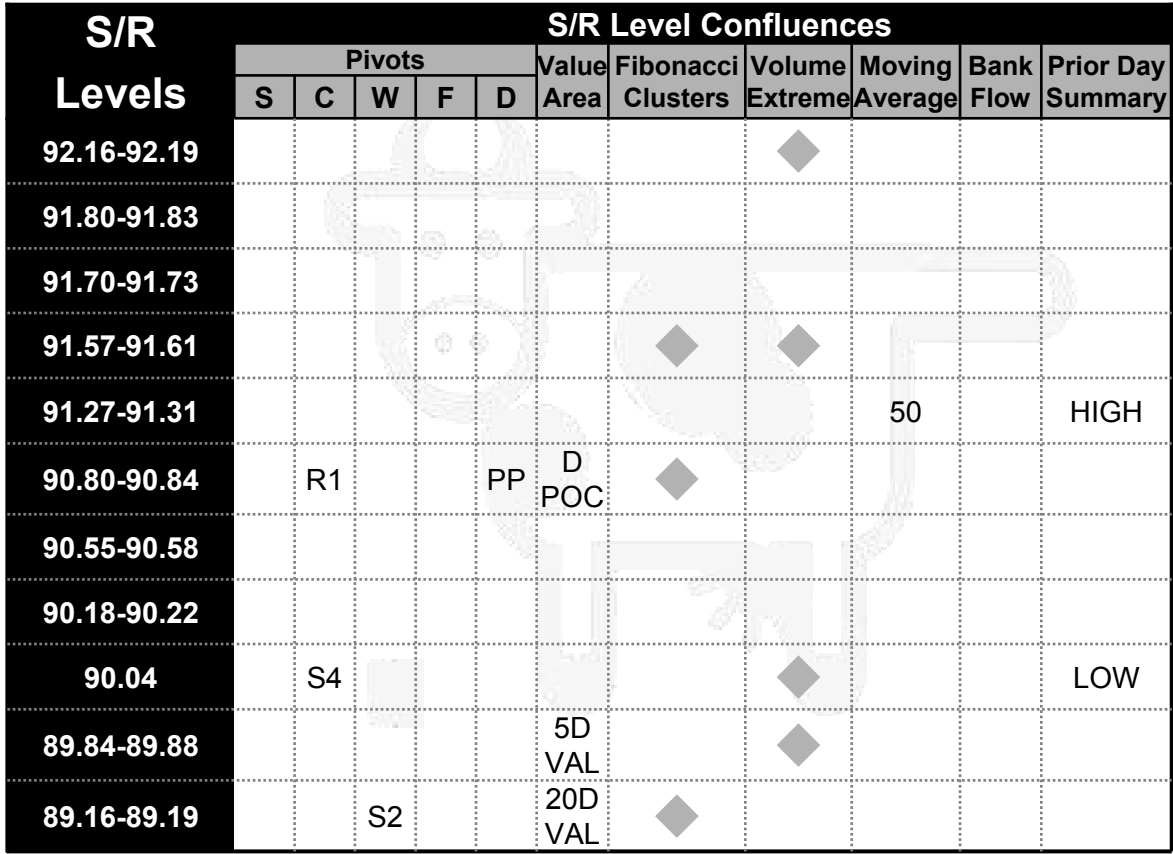 S/R Levels
S/R Level Confluences
Pivots
Value Area
Fibonacci Clusters
Volume Extreme
Moving Average
Bank Flow
Prior Day Summary
S C W F D
92.16-92.19
91.80-91.83
91.70-91.73
91.57-91.61
91.27-91.31 50 HIGH
90.80-90.84 R1 PP D POC
90.55-90.58
90.18-90.22
90.04 S4 LOW
89.84-89.88 5D VAL
89.16-89.19 S2 20D VAL